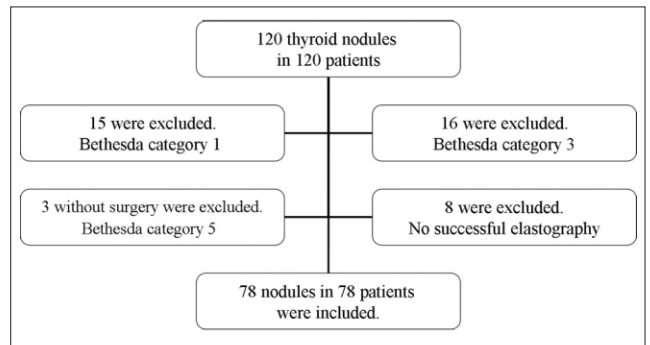 120 thyroid nodules
in 120 patients
15 were excluded.
Bethesda category 1
16 were excluded.
Bethesda category 3
3 without surgery were excluded.
Bethesda category 5
8 were excluded.
No successful elastography
78 nodules in 78 patients
were included.